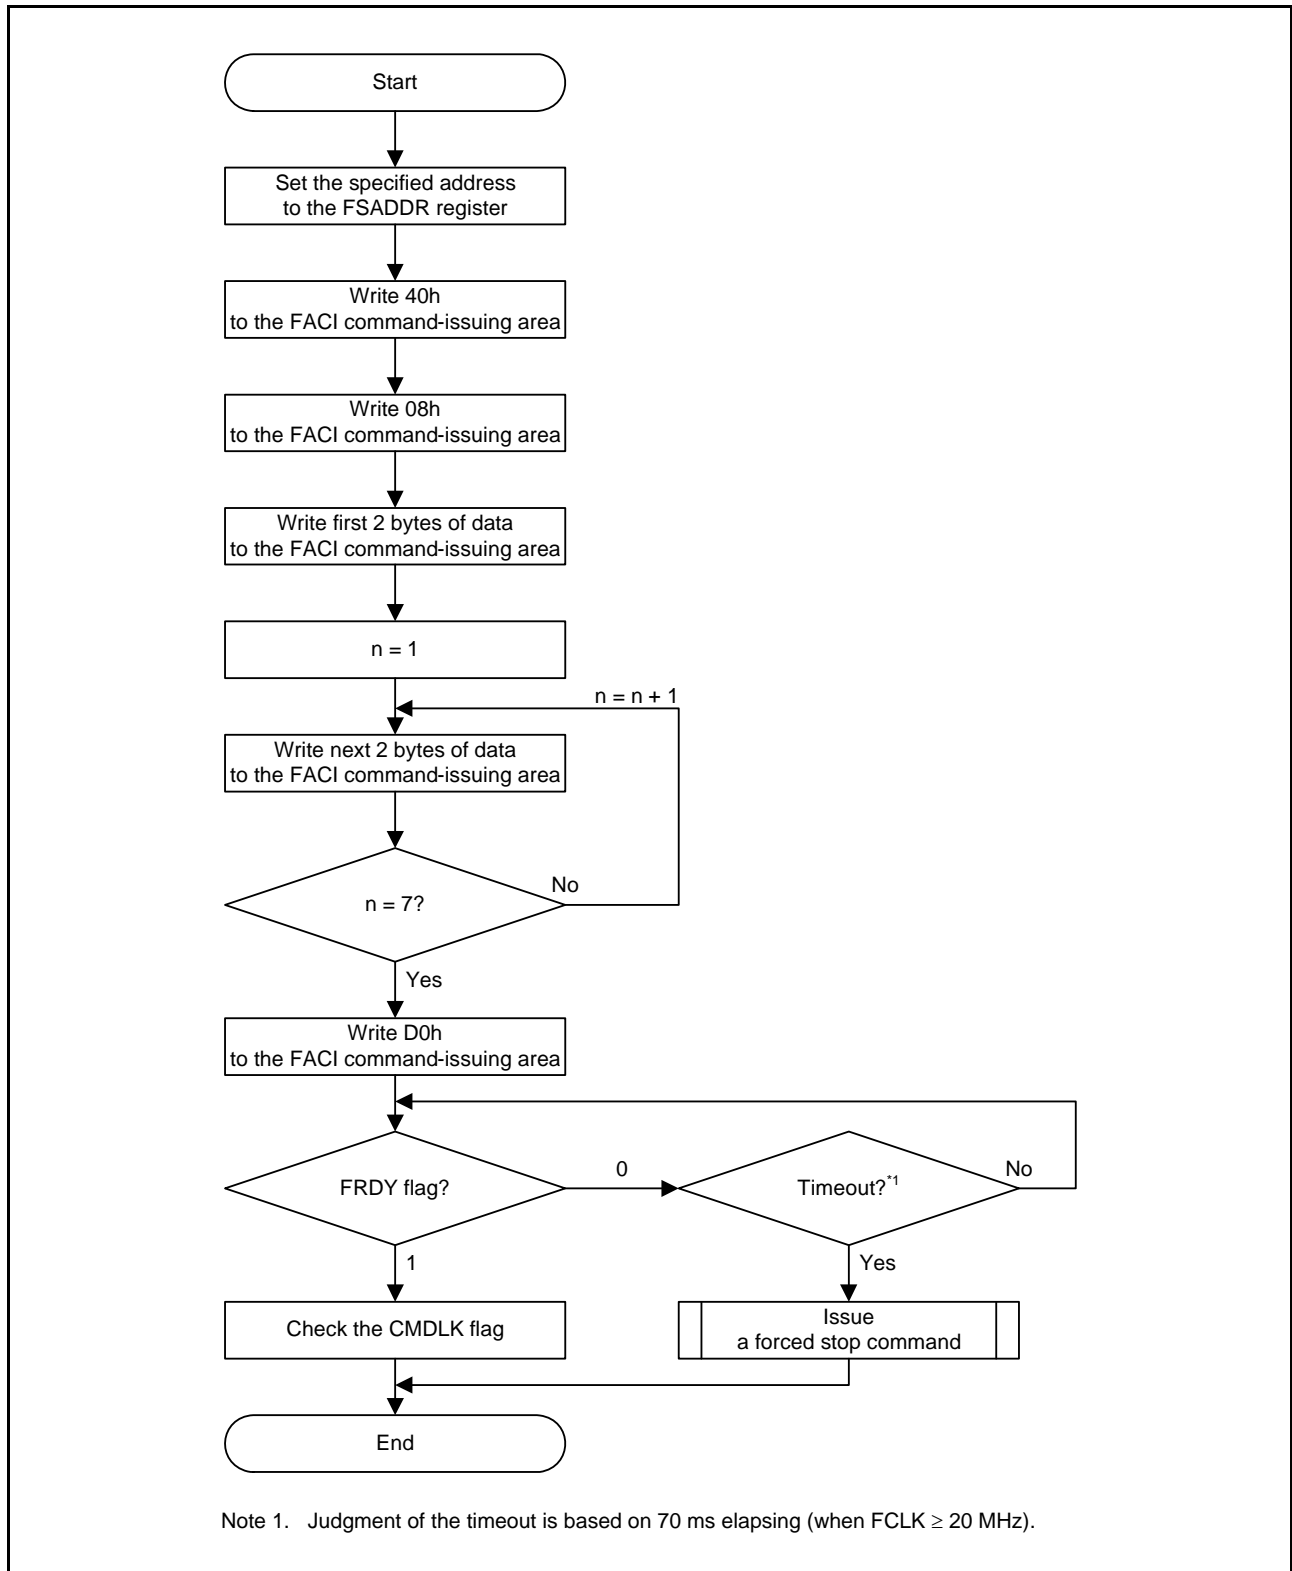 Start
Set the specified address
to the FSADDR register
Write 40h
to the FACI command-issuing area
Write 08h
to the FACI command-issuing area
Write first 2 bytes of data
to the FACI command-issuing area
n = 1
n = n + 1
Write next 2 bytes of data
to the FACI command-issuing area
n = 7?
No
Yes
Write D0h
to the FACI command-issuing area
FRDY flag?
0
Timeout?*1
No
1
Yes
Check the CMDLK flag
Issue
a forced stop command
End
Note 1. Judgment of the timeout is based on 70 ms elapsing (when FCLK ≥ 20 MHz).